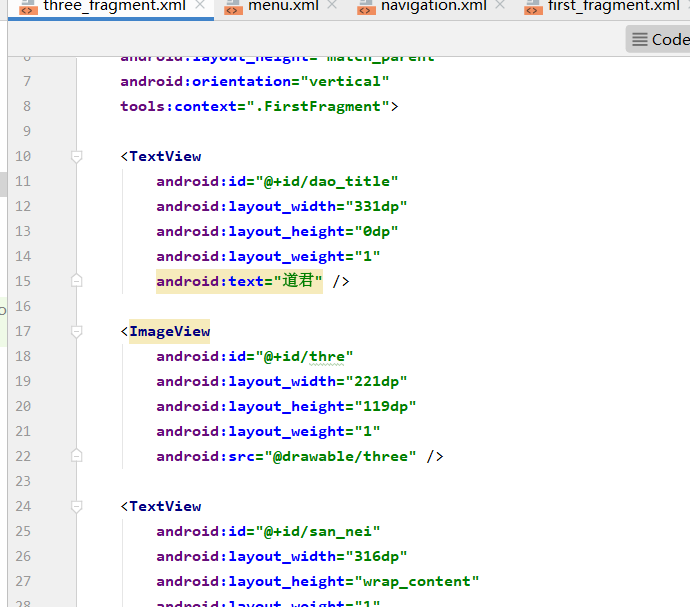 three_fragment.xml menu.xml navigation.xml first_fragment.xml
Code
6 android:layout_height="match_parent"
7 android:orientation="vertical"
8 tools:context=".FirstFragment">
9
10 <TextView
11 android:id="@+id/dao_title"
12 android:layout_width="331dp"
13 android:layout_height="0dp"
14 android:layout_weight="1"
15 android:text="道君" />
16
17 <ImageView
18 android:id="@+id/thre"
19 android:layout_width="221dp"
20 android:layout_height="119dp"
21 android:layout_weight="1"
22 android:src="@drawable/three" />
23
24 <TextView
25 android:id="@+id/san_nei"
26 android:layout_width="316dp"
27 android:layout_height="wrap_content"
28 android:layout_weight="1"